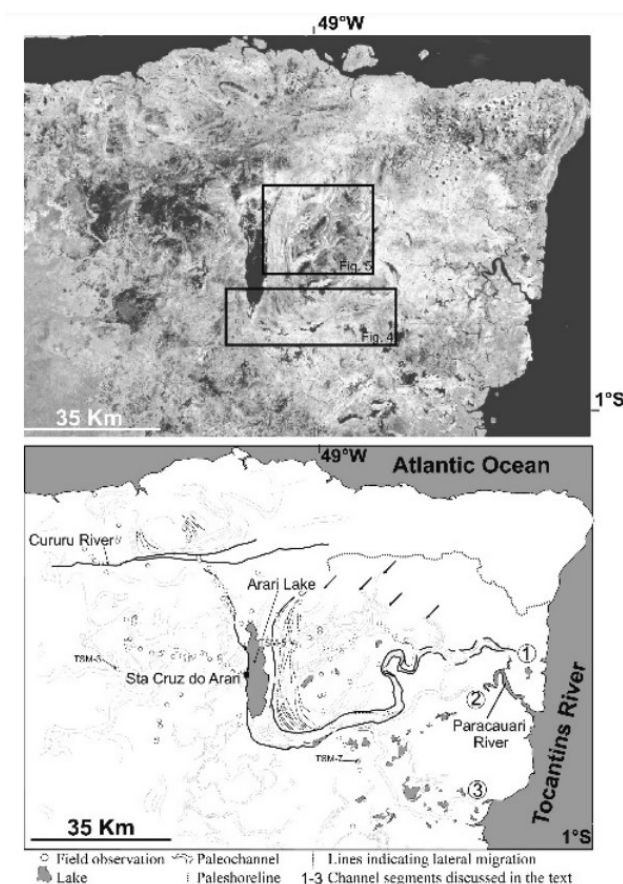 49°W
Fig. 5
Fig. 4
35 Km
1°S
49°W
Atlantic Ocean
Cururu River
Arari Lake
TSM-3
Sta Cruz do Arari
1
2
Paracauari
River
TSM-7
3
Tocantins River
35 Km
1°S
Field observation
Paleochannel
Lines indicating lateral migration
Lake
Paleshoreline
1-3 Channel segments discussed in the text